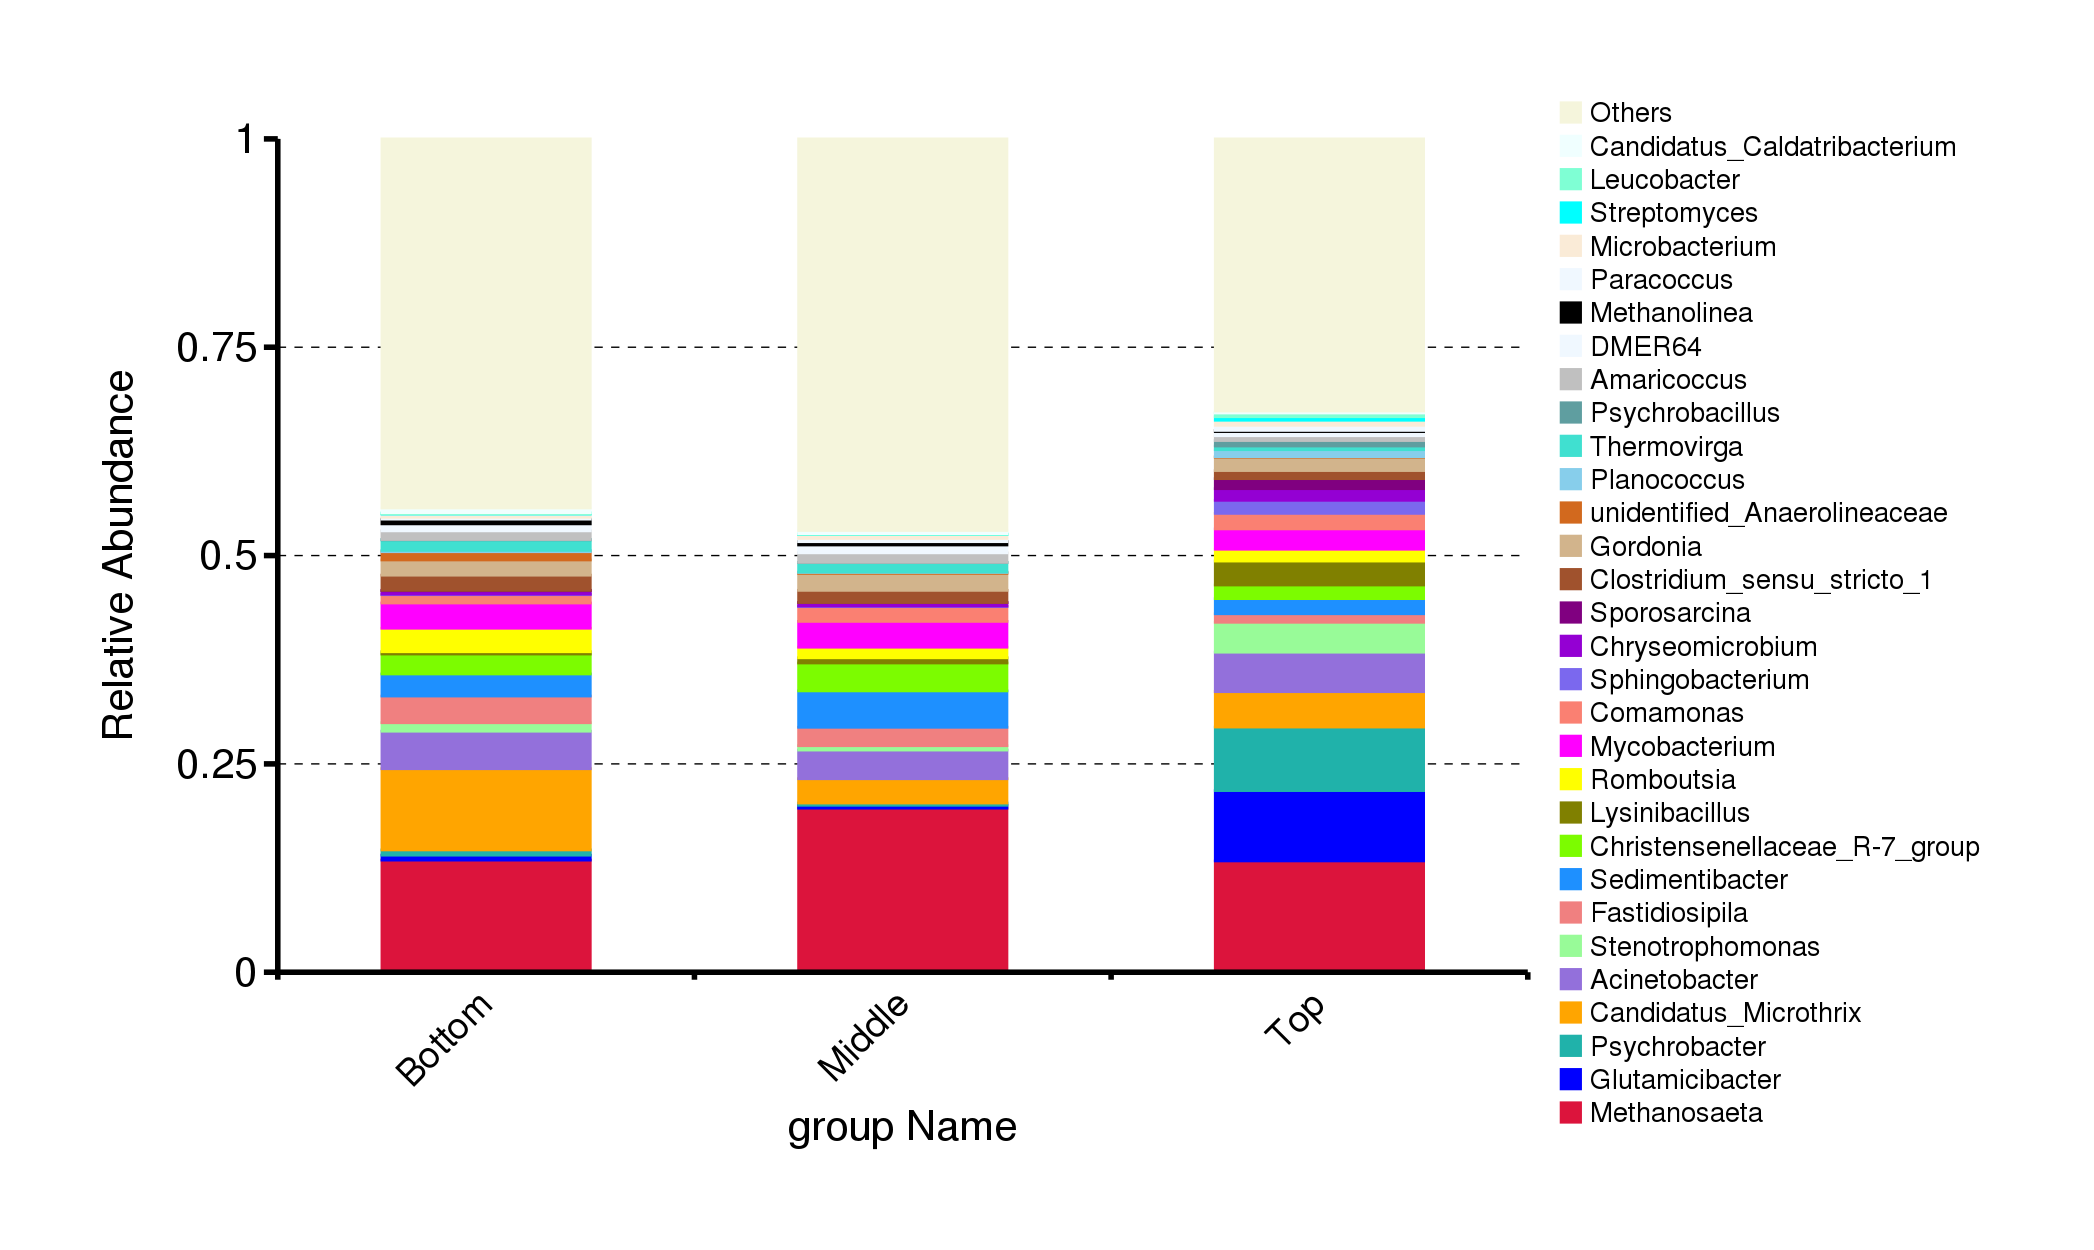 Relative Abundance
1
0.75
0.5
0.25
0
Bottom
Middle
Top
group Name
Others
Candidatus_Caldatribacterium
Leucobacter
Streptomyces
Microbacterium
Paracoccus
Methanolinea
DMER64
Amaricoccus
Psychrobacillus
Thermovirga
Planococcus
unidentified_Anaerolineaceae
Gordonia
Clostridium_sensu_stricto_1
Sporosarcina
Chryseomicrobium
Sphingobacterium
Comamonas
Mycobacterium
Romboutsia
Lysinibacillus
Christensenellaceae_R-7_group
Sedimentibacter
Fastidiosipila
Stenotrophomonas
Acinetobacter
Candidatus_Microthrix
Psychrobacter
Glutamicibacter
Methanosaeta